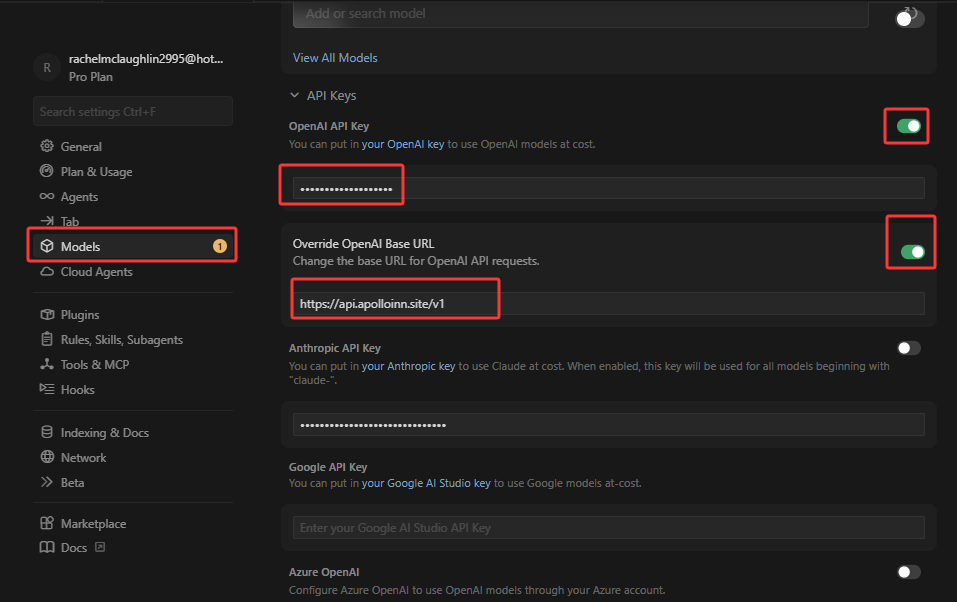 Add or search model
View All Models
R
rachelmclaughlin2995@hot...
Pro Plan
Search settings Ctrl+F
General
Plan & Usage
Agents
Tab
Models
1
Cloud Agents
Plugins
Rules, Skills, Subagents
Tools & MCP
Hooks
Indexing & Docs
Network
Beta
Marketplace
Docs
API Keys
OpenAI API Key
You can put in your OpenAI key to use OpenAI models at cost.
•••••••••••••••••••
Override OpenAI Base URL
Change the base URL for OpenAI API requests.
https://api.apolloinn.site/v1
Anthropic API Key
You can put in your Anthropic key to use Claude at cost. When enabled, this key will be used for all models beginning with
"claude-".
••••••••••••••••••••••••••••••
Google API Key
You can put in your Google AI Studio key to use Google models at-cost.
Enter your Google AI Studio API Key
Azure OpenAI
Configure Azure OpenAI to use OpenAI models through your Azure account.